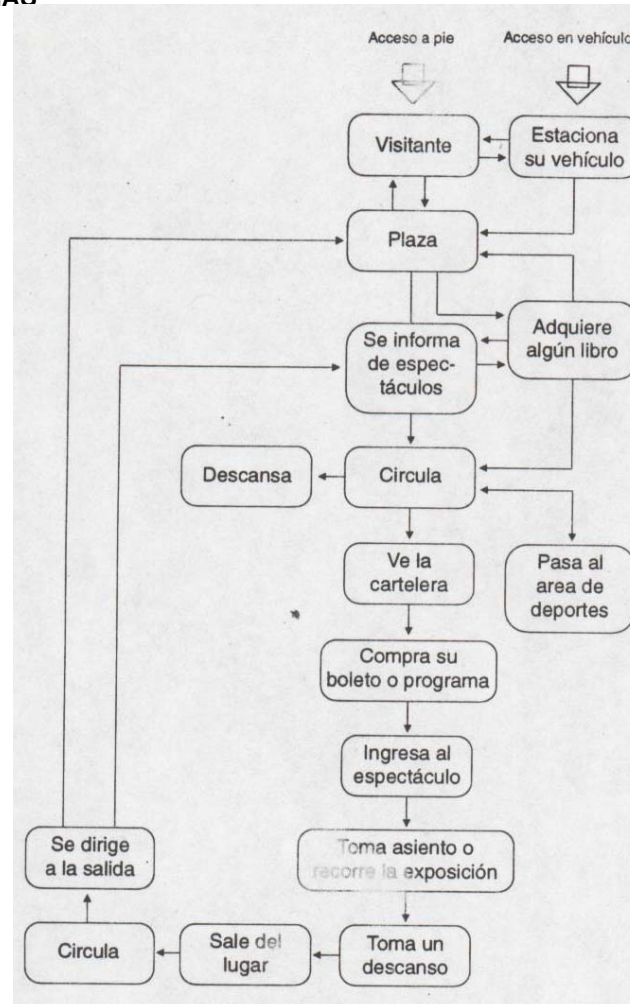 Acceso a pie
Acceso en vehículo
Visitante
Estaciona
su vehículo
Plaza
Adquiere
algún libro
Se informa
de espec-
táculos
Descansa
Circula
Ve la
cartelera
Pasa al
area de
deportes
Compra su
boleto o programa
Ingresa al
espectáculo
Toma asiento o
recorre la exposición
Se dirige
a la salida
Circula
Sale del
lugar
Toma un
descanso